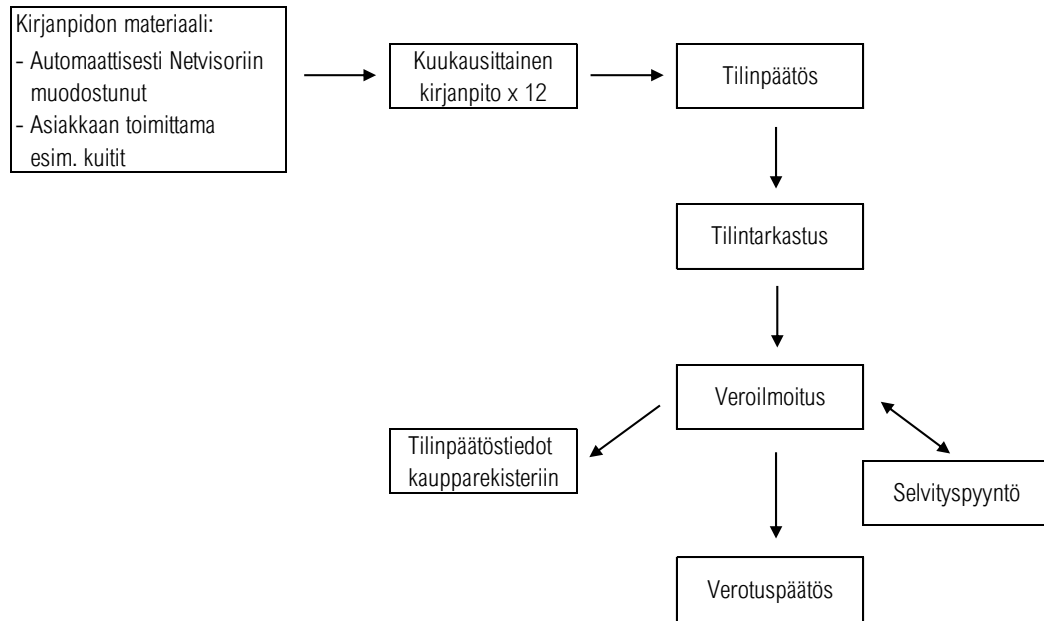 Kirjanpidon materiaali:
- Automaattisesti Netvisoriin
muodostunut
- Asiakkaan toimittama
esim. kuitit
Kuukausittainen
kirjanpito x 12
Tilinpäätös
Tilintarkastus
Veroilmoitus
Tilinpäätöstiedot
kaupparekisteriin
Selvityspyyntö
Verotuspäätös